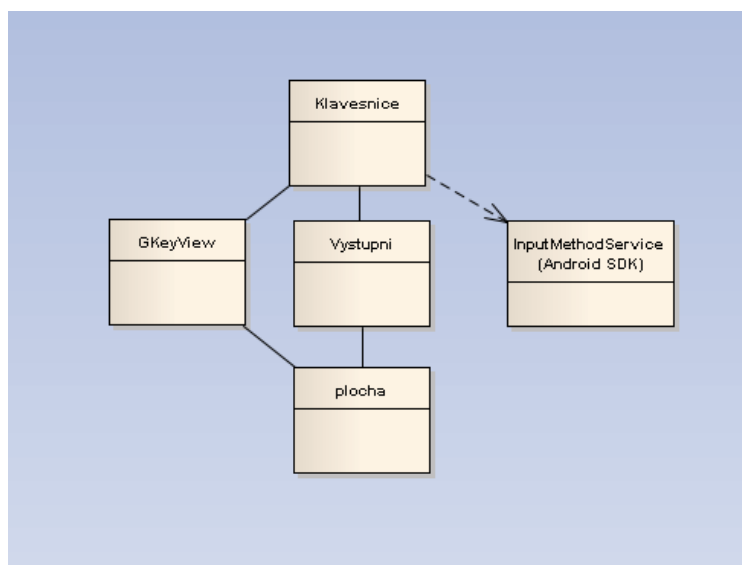 Klavesnice
GKeyView
Vystupni
InputMethodService
(Android SDK)
plocha